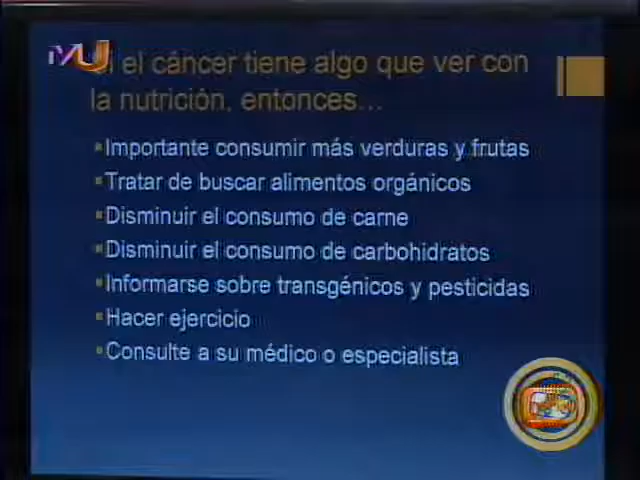 i el cáncer tiene algo que ver con
la nutrición, entonces...
Importante consumir más verduras y frutas
Tratar de buscar alimentos orgánicos
Disminuir el consumo de carne
Disminuir el consumo de carbohidratos
Informarse sobre transgénicos y pesticidas
Hacer ejercicio
Consulte a su médico o especialista